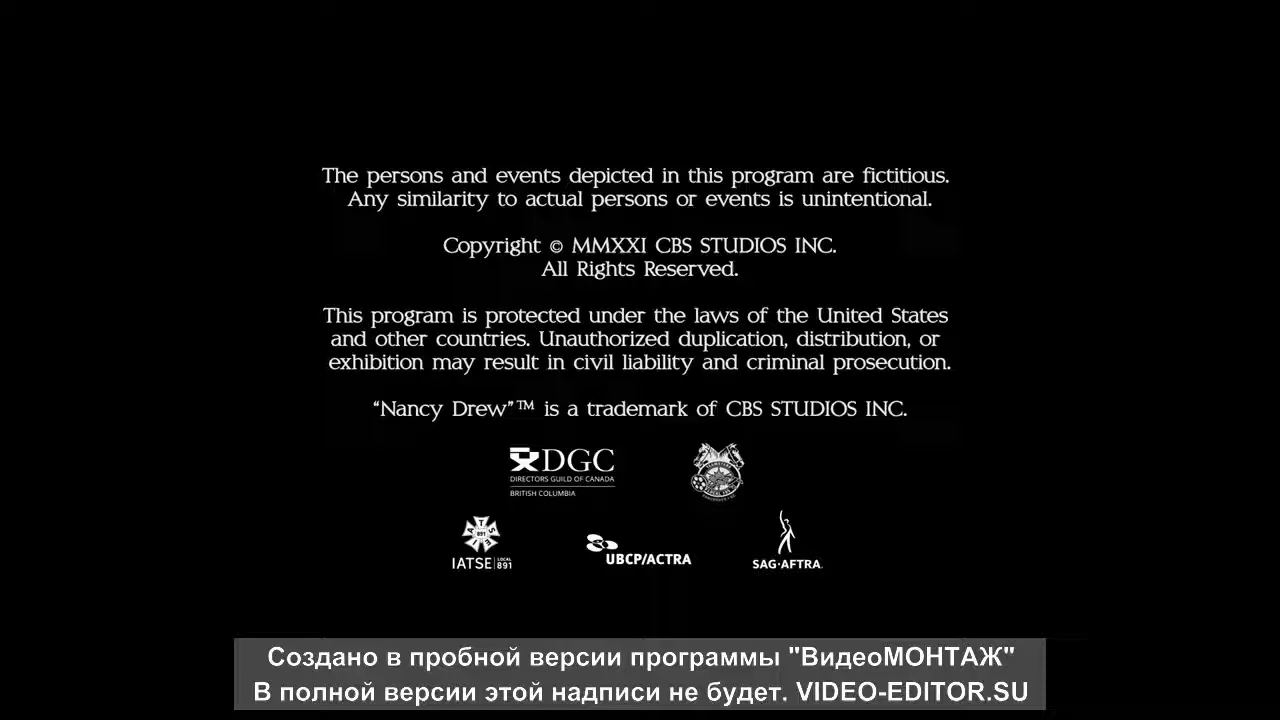 The persons and events depicted in this program are fictitious.
Any similarity to actual persons or events is unintentional.
Copyright © MMXXI CBS STUDIOS INC.
All Rights Reserved.
This program is protected under the laws of the United States
and other countries. Unauthorized duplication, distribution, or
exhibition may result in civil liability and criminal prosecution.
“Nancy Drew”™ is a trademark of CBS STUDIOS INC.
DGC
DIRECTORS GUILD OF CANADA
BRITISH COLUMBIA
IATSE LOCAL 891
UBCP/ACTRA
SAG·AFTRA
Создано в пробной версии программы "ВидеоМОНТАЖ"
В полной версии этой надписи не будет. VIDEO-EDITOR.SU